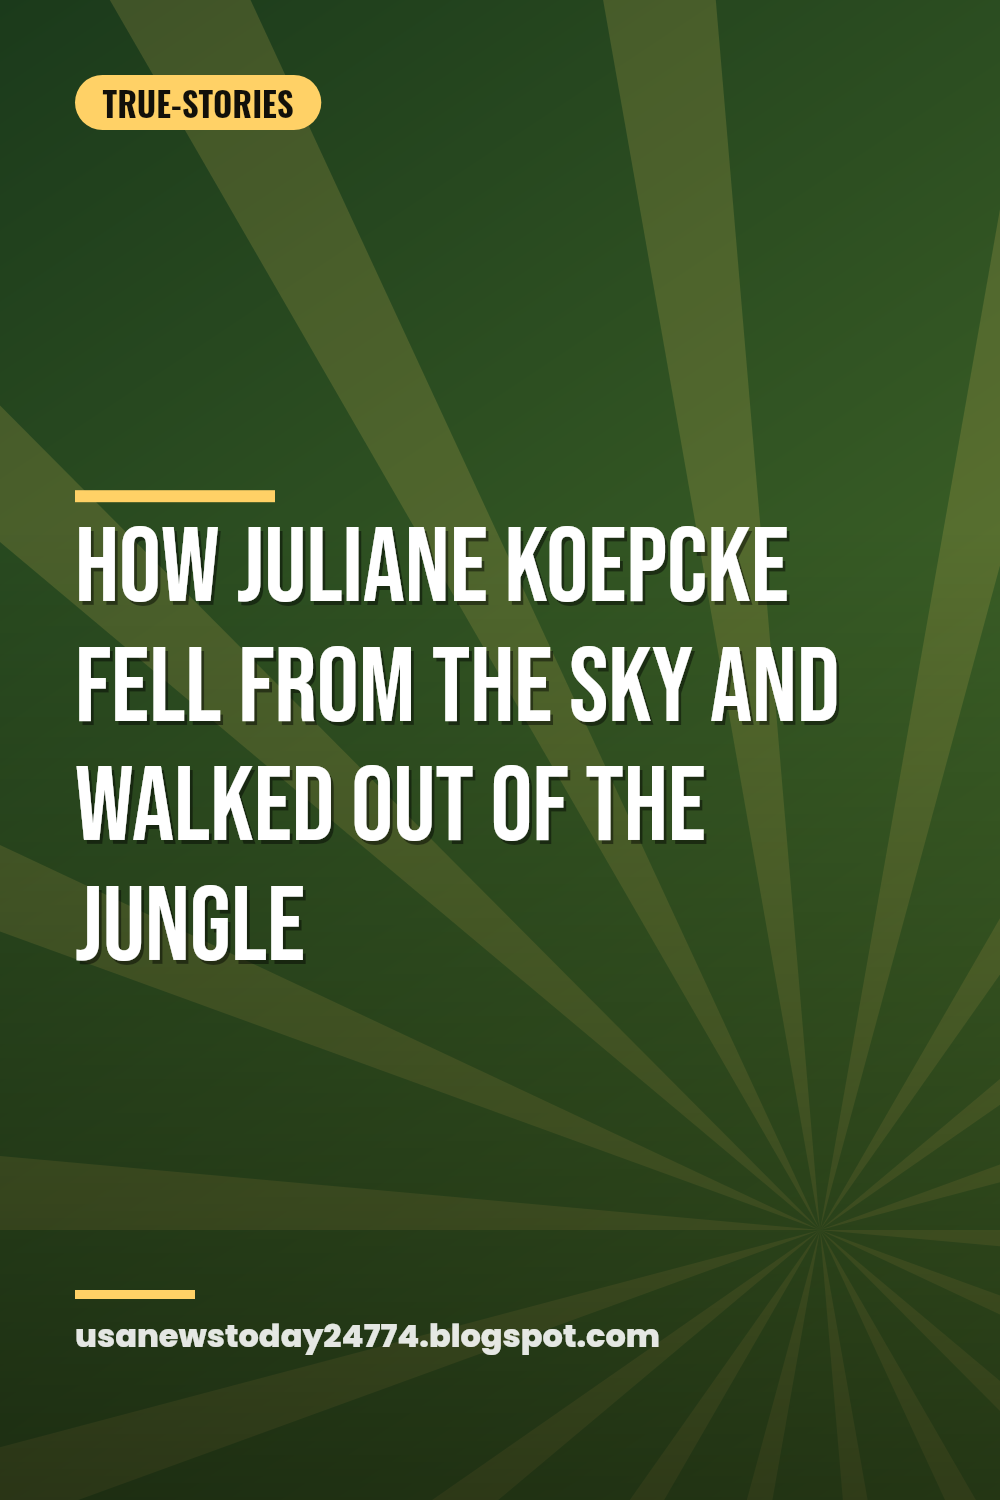 TRUE-STORIES
HOW JULIANE KOEPCKE
FELL FROM THE SKY AND
WALKED OUT OF THE
JUNGLE
usanewstoday24774.blogspot.com